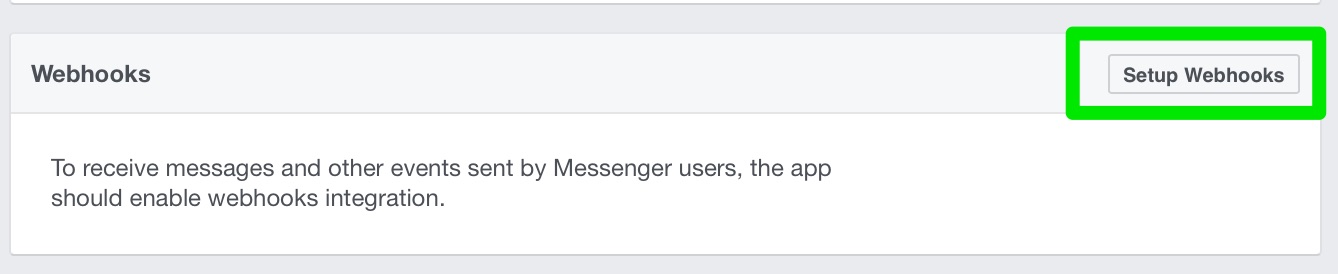 Webhooks
Setup Webhooks
To receive messages and other events sent by Messenger users, the app
should enable webhooks integration.